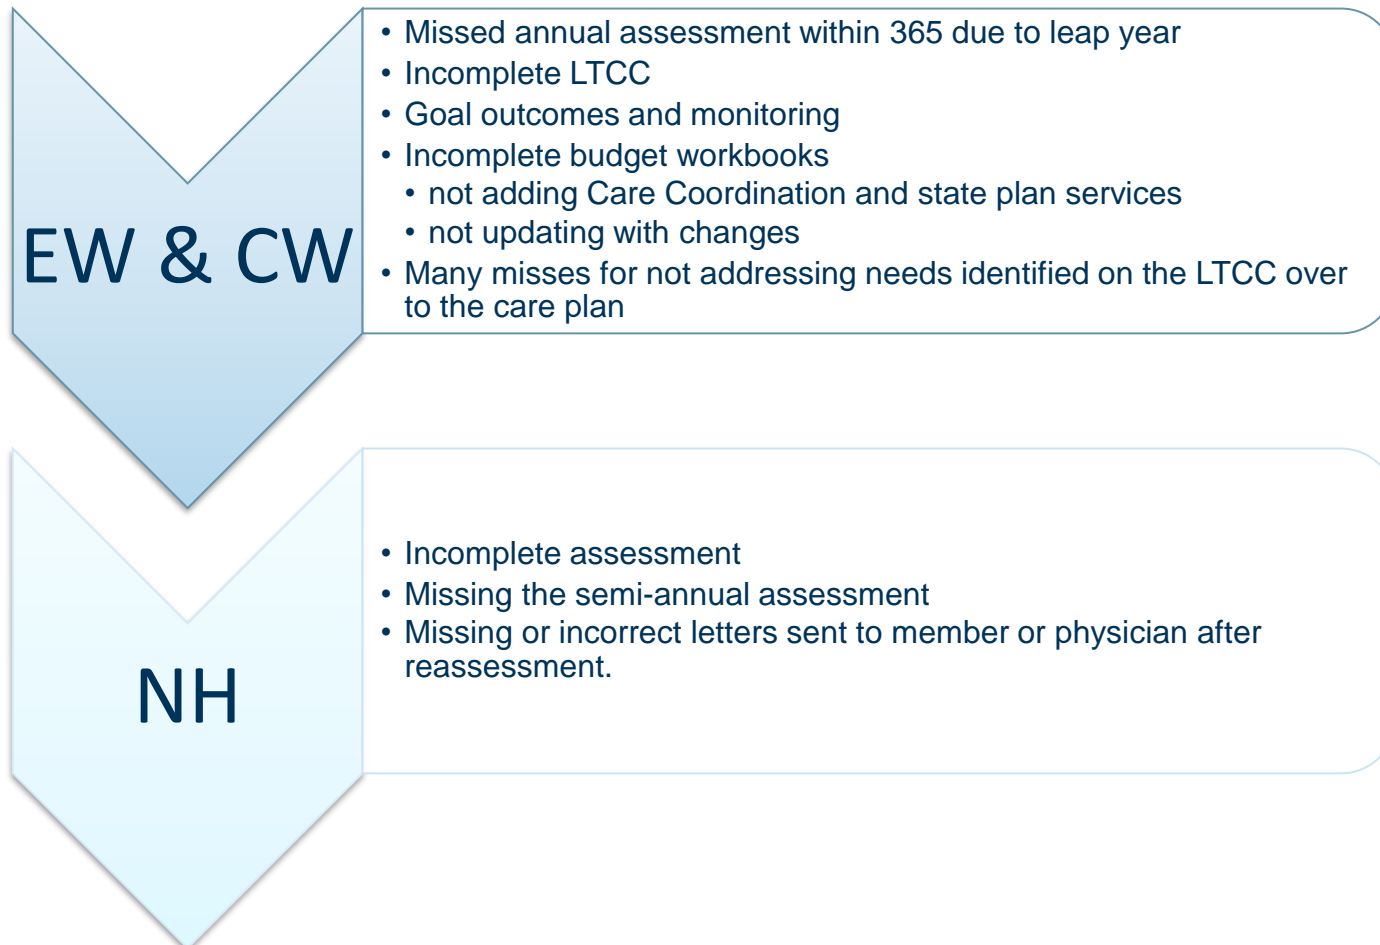 EW & CW
• Missed annual assessment within 365 due to leap year
• Incomplete LTCC
• Goal outcomes and monitoring
• Incomplete budget workbooks
• not adding Care Coordination and state plan services
• not updating with changes
• Many misses for not addressing needs identified on the LTCC over
to the care plan
NH
• Incomplete assessment
• Missing the semi-annual assessment
• Missing or incorrect letters sent to member or physician after
reassessment.